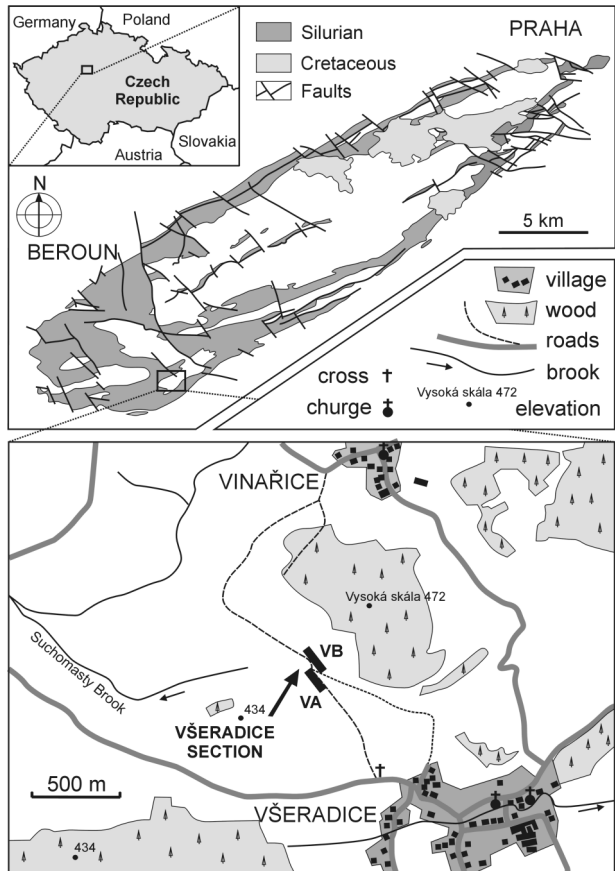 Germany
Poland
Czech
Republic
Slovakia
Austria
Silurian
Cretaceous
Faults
PRAHA
N
BEROUN
5 km
village
wood
roads
brook
cross
churge
Vysoká skála 472
elevation
VINAŘICE
Vysoká skála 472
Suchomasty Brook
VB
VA
434
VŠERADICE
SECTION
500 m
VŠERADICE
434